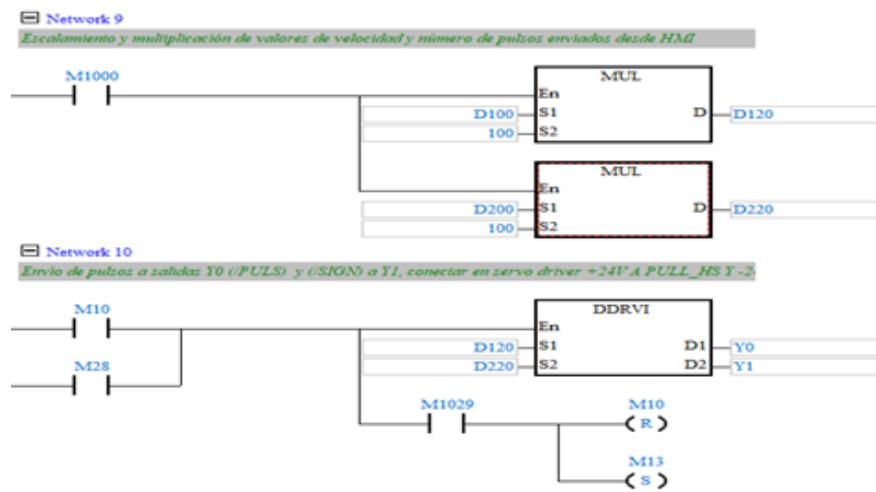 Network 9
Escalamiento y multiplicación de valores de velocidad y número de pulsos enviados desde HMI
M1000
MUL
En
D100 S1 D D120
100 S2
MUL
En
D200 S1 D D220
100 S2
Network 10
Envio de pulsos a salidas Y0 (/PULS) y (/SIGN) a Y1, conectar en servo driver +24V A PULL_HS Y -2
M10
DDRVI
En
D120 S1 D1 Y0
D220 S2 D2 Y1
M28
M1029
M10
R
M13
S